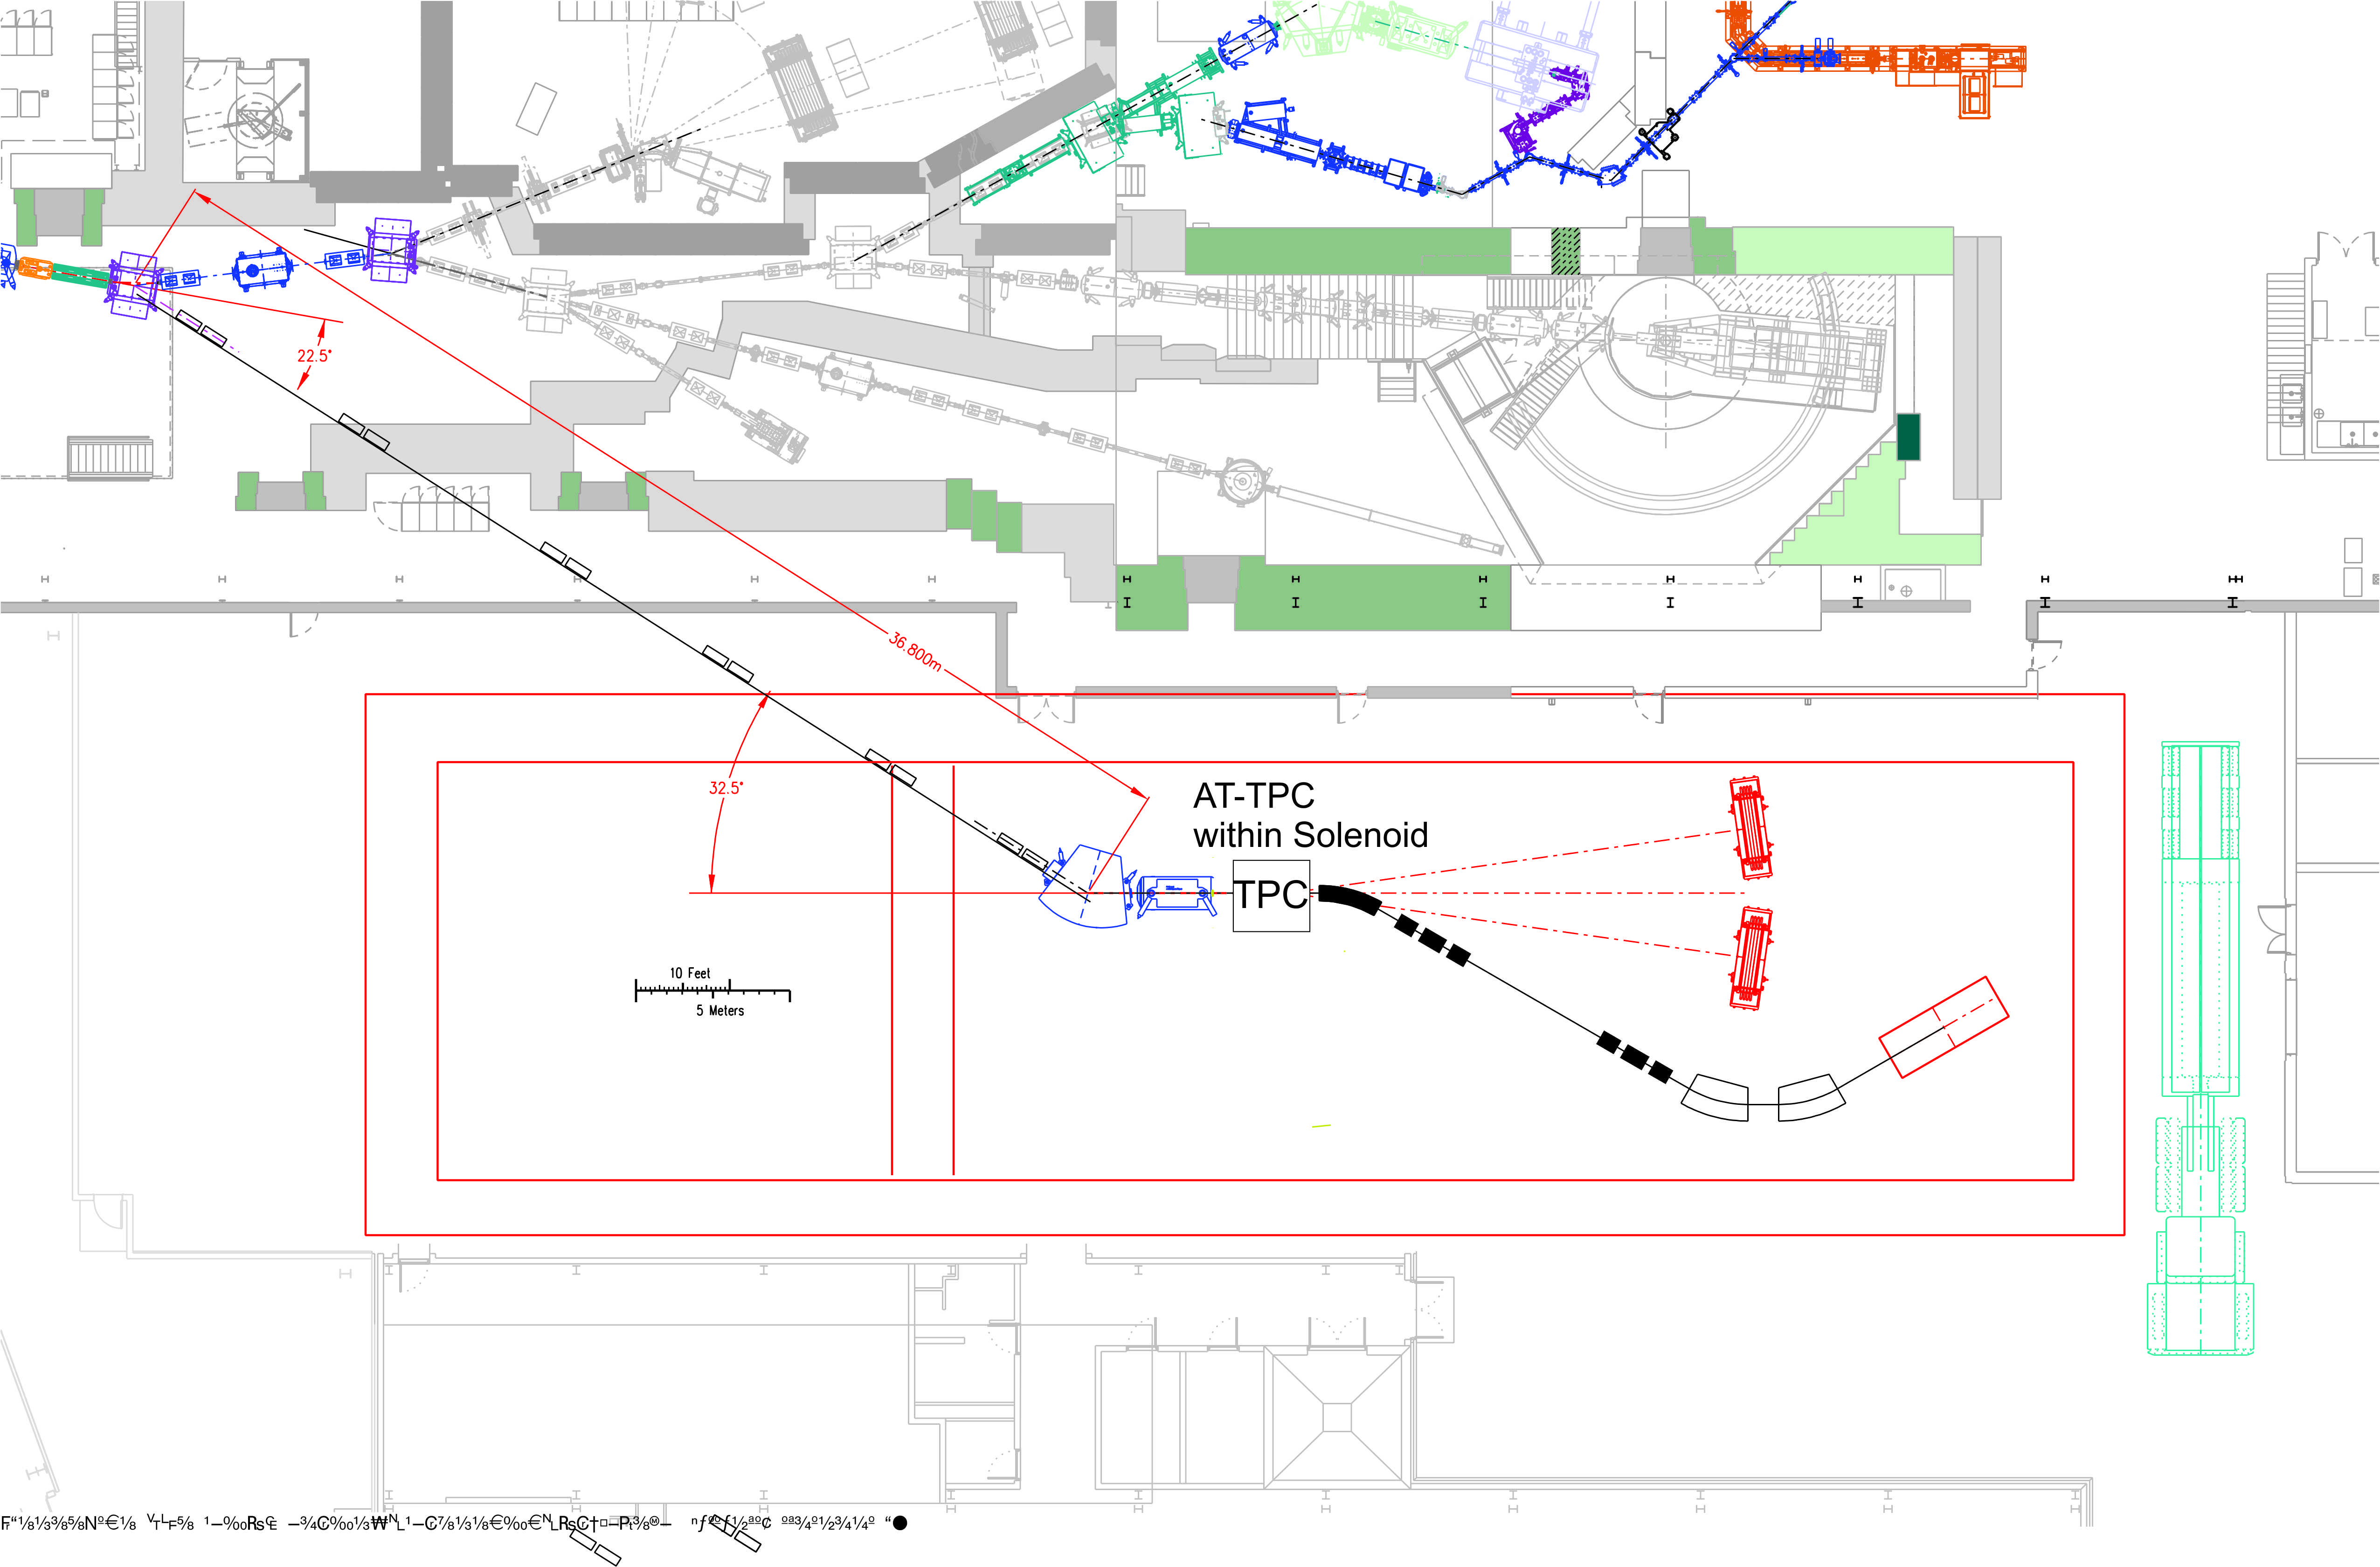 22.5°
36.800m
32.5°
AT-TPC
within Solenoid
TPC
10 Feet
5 Meters